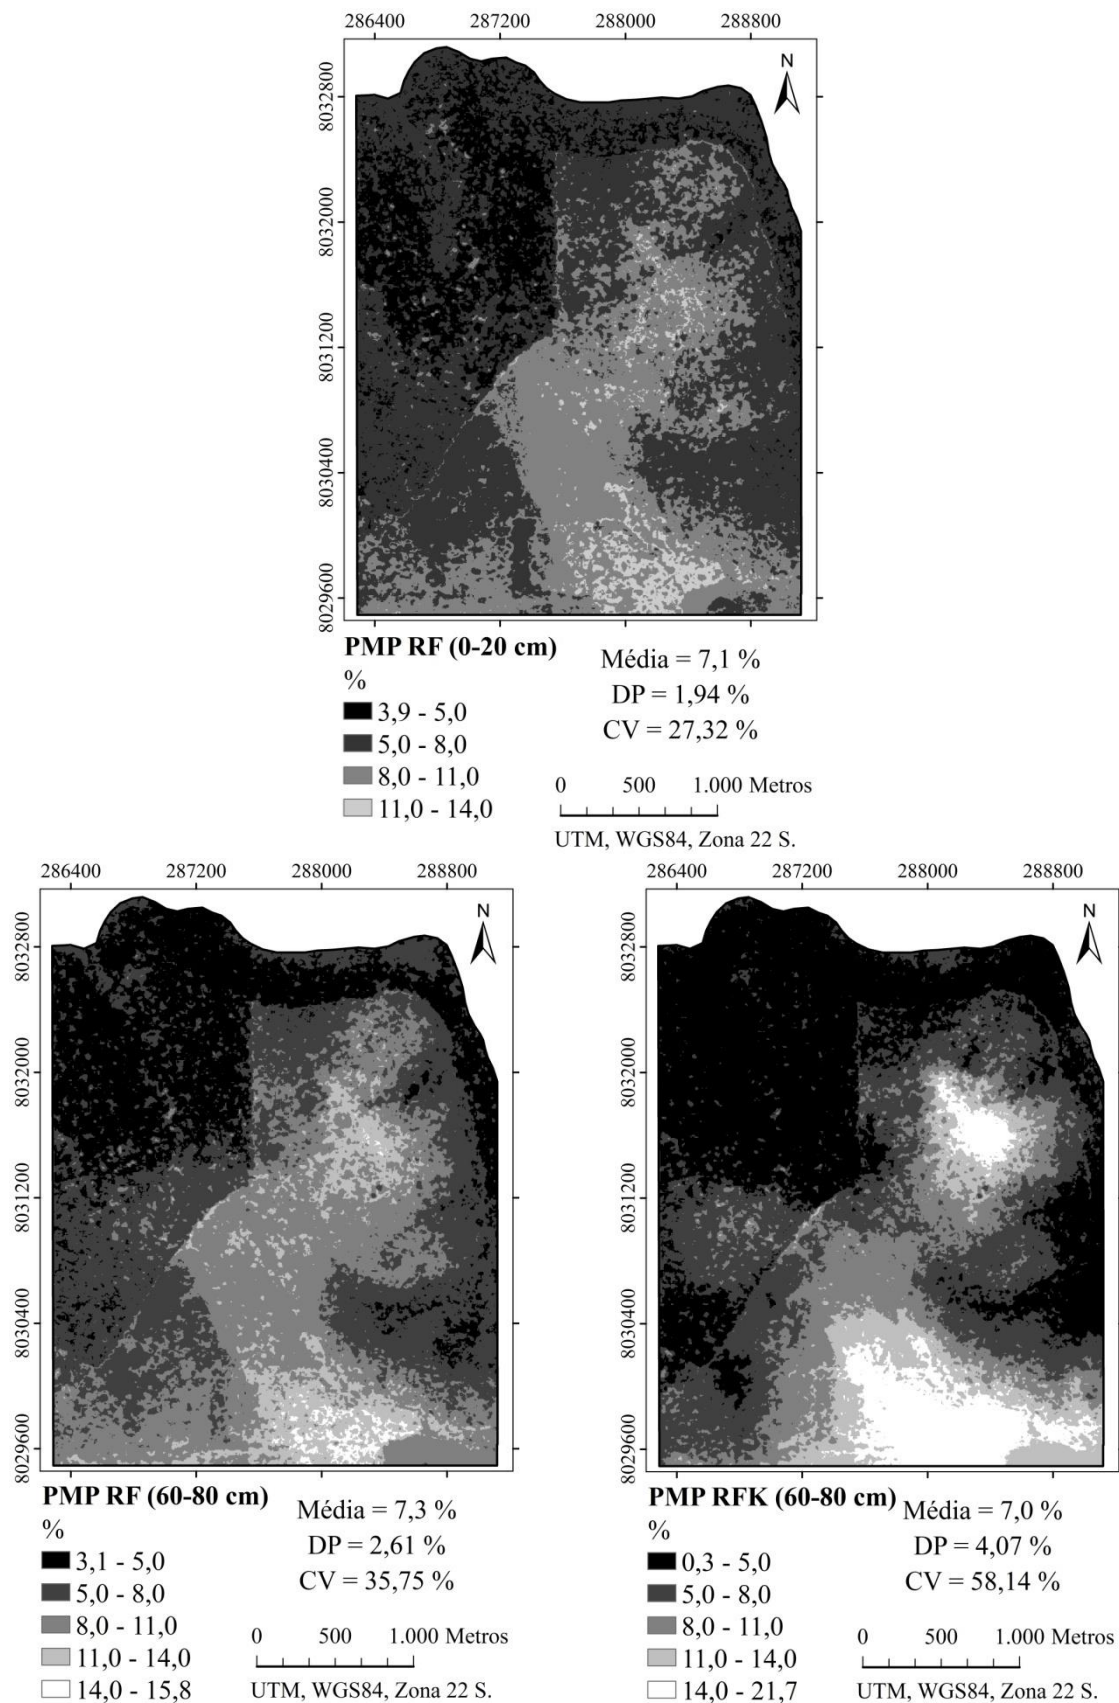 286400 287200 288000 288800
N
8032800
8032000
8031200
8030400
8029600
PMP RF (0-20 cm)
%
3,9 - 5,0
5,0 - 8,0
8,0 - 11,0
11,0 - 14,0
Média = 7,1 %
DP = 1,94 %
CV = 27,32 %
0 500 1.000 Metros
UTM, WGS84, Zona 22 S.
286400 287200 288000 288800
N
8032800
8032000
8031200
8030400
8029600
PMP RF (60-80 cm)
%
3,1 - 5,0
5,0 - 8,0
8,0 - 11,0
11,0 - 14,0
14,0 - 15,8
Média = 7,3 %
DP = 2,61 %
CV = 35,75 %
0 500 1.000 Metros
UTM, WGS84, Zona 22 S.
286400 287200 288000 288800
N
8032800
8032000
8031200
8030400
8029600
PMP RFK (60-80 cm)
%
0,3 - 5,0
5,0 - 8,0
8,0 - 11,0
11,0 - 14,0
14,0 - 21,7
Média = 7,0 %
DP = 4,07 %
CV = 58,14 %
0 500 1.000 Metros
UTM, WGS84, Zona 22 S.